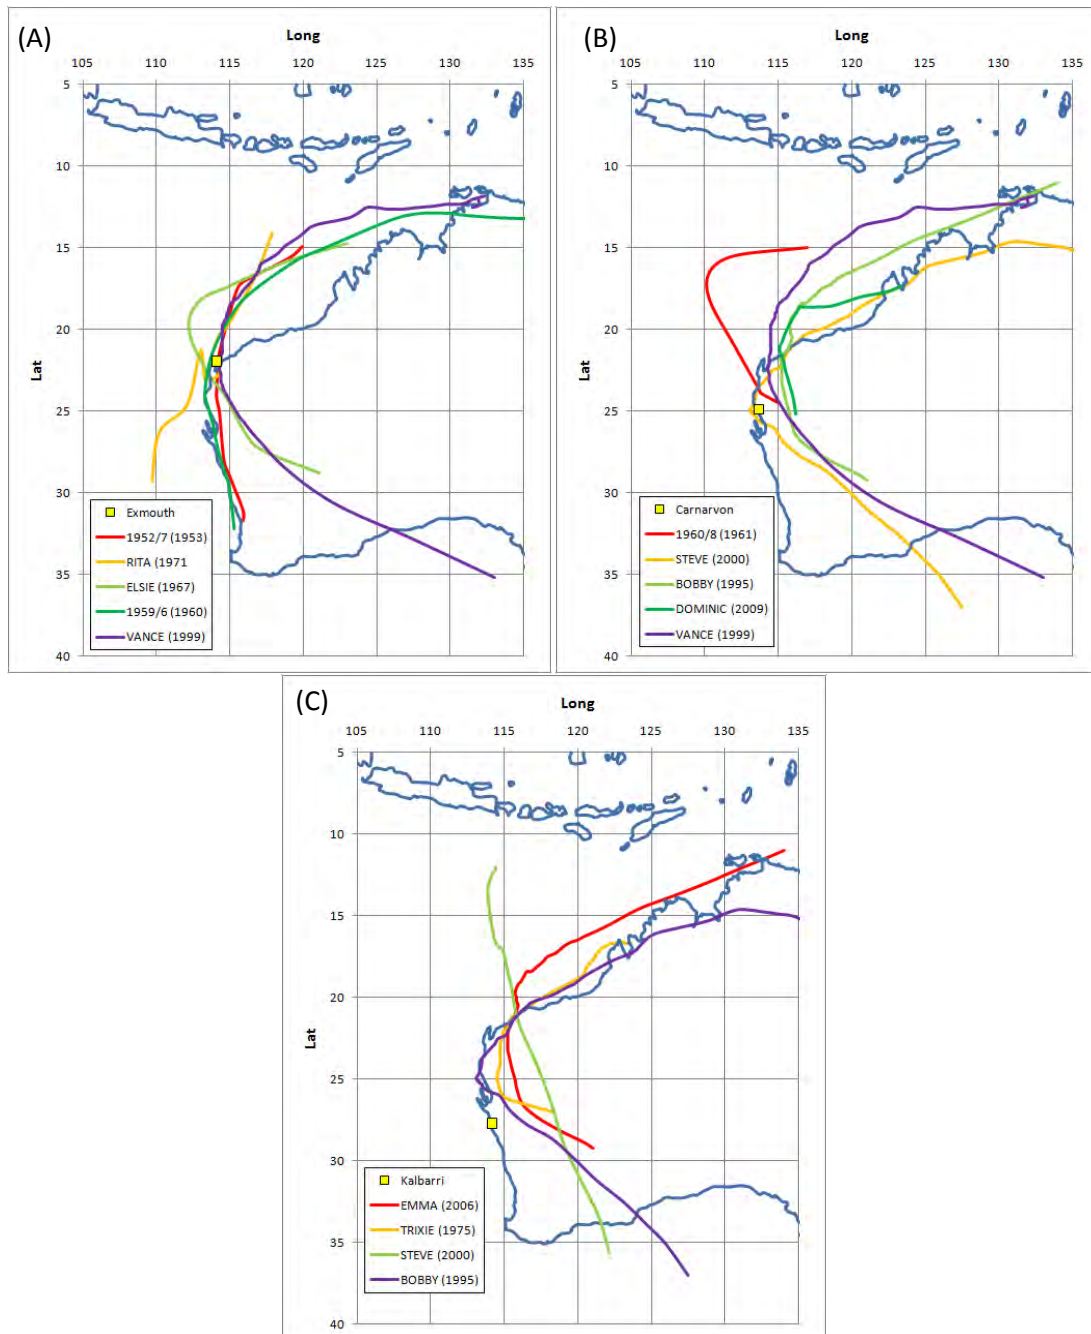 (A)
Long
105 110 115 120 125 130 135
5
10
15
20
25
30
35
40
Lat
Exmouth
1952/7 (1953)
RITA (1971
ELSIE (1967)
1959/6 (1960)
VANCE (1999)
(B)
Long
105 110 115 120 125 130 135
5
10
15
20
25
30
35
40
Lat
Carnarvon
1960/8 (1961)
STEVE (2000)
BOBBY (1995)
DOMINIC (2009)
VANCE (1999)
(C)
Long
105 110 115 120 125 130 135
5
10
15
20
25
30
35
40
Lat
Kalbarri
EMMA (2006)
TRIXIE (1975)
STEVE (2000)
BOBBY (1995)